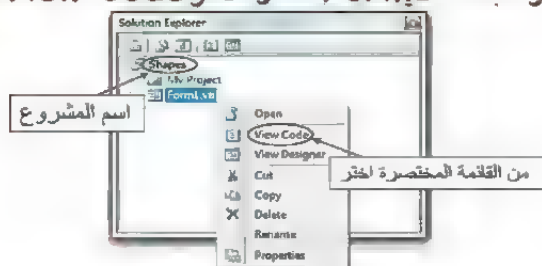 Solution Explorer
Shapes
My Project
Form1.vb
اسم المشروع
Open
View Code
View Designer
من القائمة المختصرة اختر
Cut
Copy
Delete
Rename
Properties